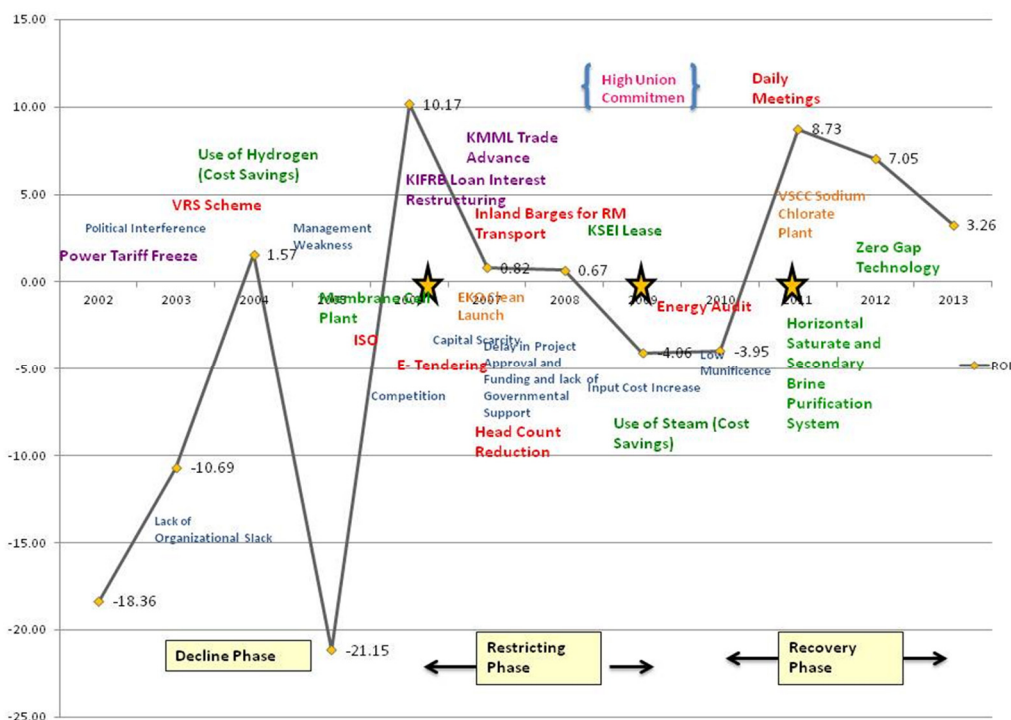 15.00
10.00
5.00
0.00
-5.00
-10.00
-15.00
-20.00
-25.00
High Union
Commitmen
Daily
Meetings
10.17
8.73
KMML Trade
Advance
Use of Hydrogen
(Cost Savings)
7.05
KIFRB Loan Interest
Restructuring
VSCC Sodium
Chlorate
Plant
VRS Scheme
Inland Barges for RM
Transport
KSEI Lease
3.26
Political Interference
Management
Weakness
Power Tariff Freeze
1.57
Zero Gap
Technology
0.82
0.67
2002
2003
2004
2005
2007
2008
2009
2010
2011
2012
2013
Membrane Cell
Plant
EKO Clean
Launch
Energy Audit
Horizontal
Saturate and
Secondary
Brine
Purification
System
ISO
Capital Scarcity
Delay in Project
Approval and
Funding and lack of
Governmental
Support
-4.06
-3.95
Low
Munificence
E- Tendering
Competition
Input Cost Increase
ROI
Head Count
Reduction
Use of Steam (Cost
Savings)
-10.69
Lack of
Organizational Slack
-18.36
-21.15
Decline Phase
Restricting
Phase
Recovery
Phase